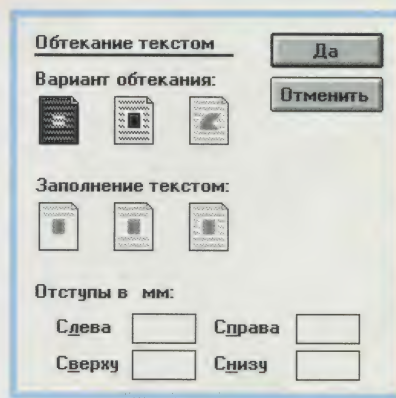 Обтекание текстом
Да
Вариант обтекания:
Отменить
Заполнение текстом:
Отступы в мм:
Слева
Справа
Сверху
Снизу